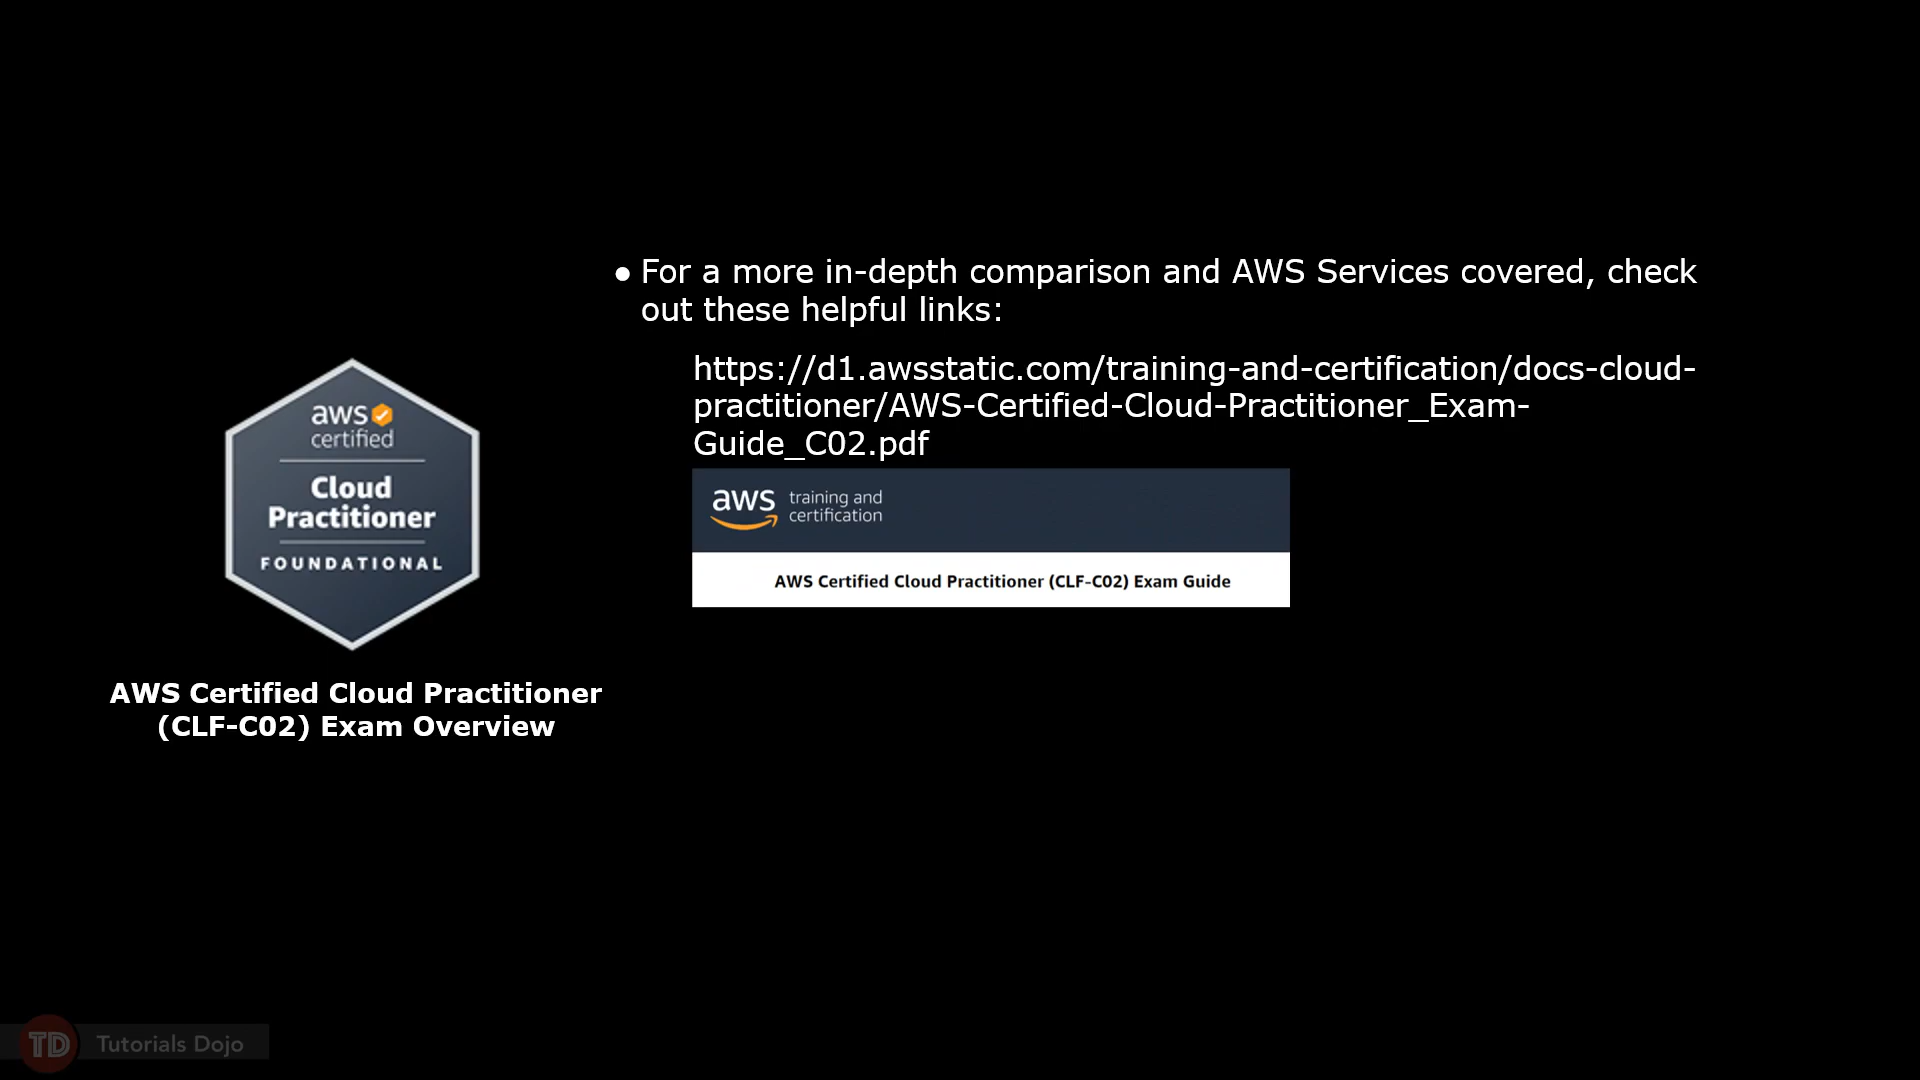 ● For a more in-depth comparison and AWS Services covered, check
out these helpful links:
https://d1.awsstatic.com/training-and-certification/docs-cloud-
practitioner/AWS-Certified-Cloud-Practitioner_Exam-
Guide_C02.pdf
aws training and
certification
AWS Certified Cloud Practitioner (CLF-C02) Exam Guide
aws
certified
Cloud
Practitioner
FOUNDATIONAL
AWS Certified Cloud Practitioner
(CLF-C02) Exam Overview
TD Tutorials Dojo